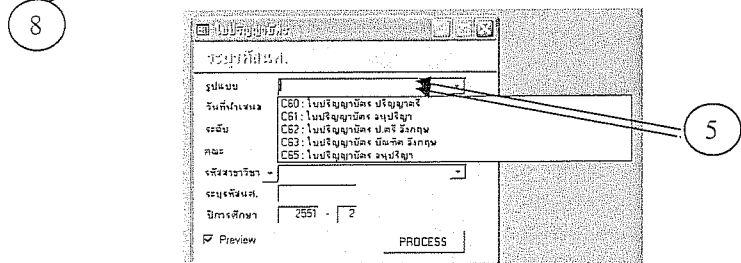 8
ใบปริญญาบัตร
ระบุรหัสนศ.
รูปแบบ
วันที่นำเสนอ
C60 : ใบปริญญาบัตร ปริญญาตรี
C61 : ใบปริญญาบัตร อนุปริญญา
ระดับ
C62 : ใบปริญญาบัตร ป.ตรี อังกฤษ
C63 : ใบปริญญาบัตร บัณฑิต อังกฤษ
5
คณะ
C65 : ใบปริญญาบัตร อนุปริญญา
รหัสสาขาวิชา
ระบุรหัสนศ.
ปีการศึกษา 2551 - 2
Preview PROCESS